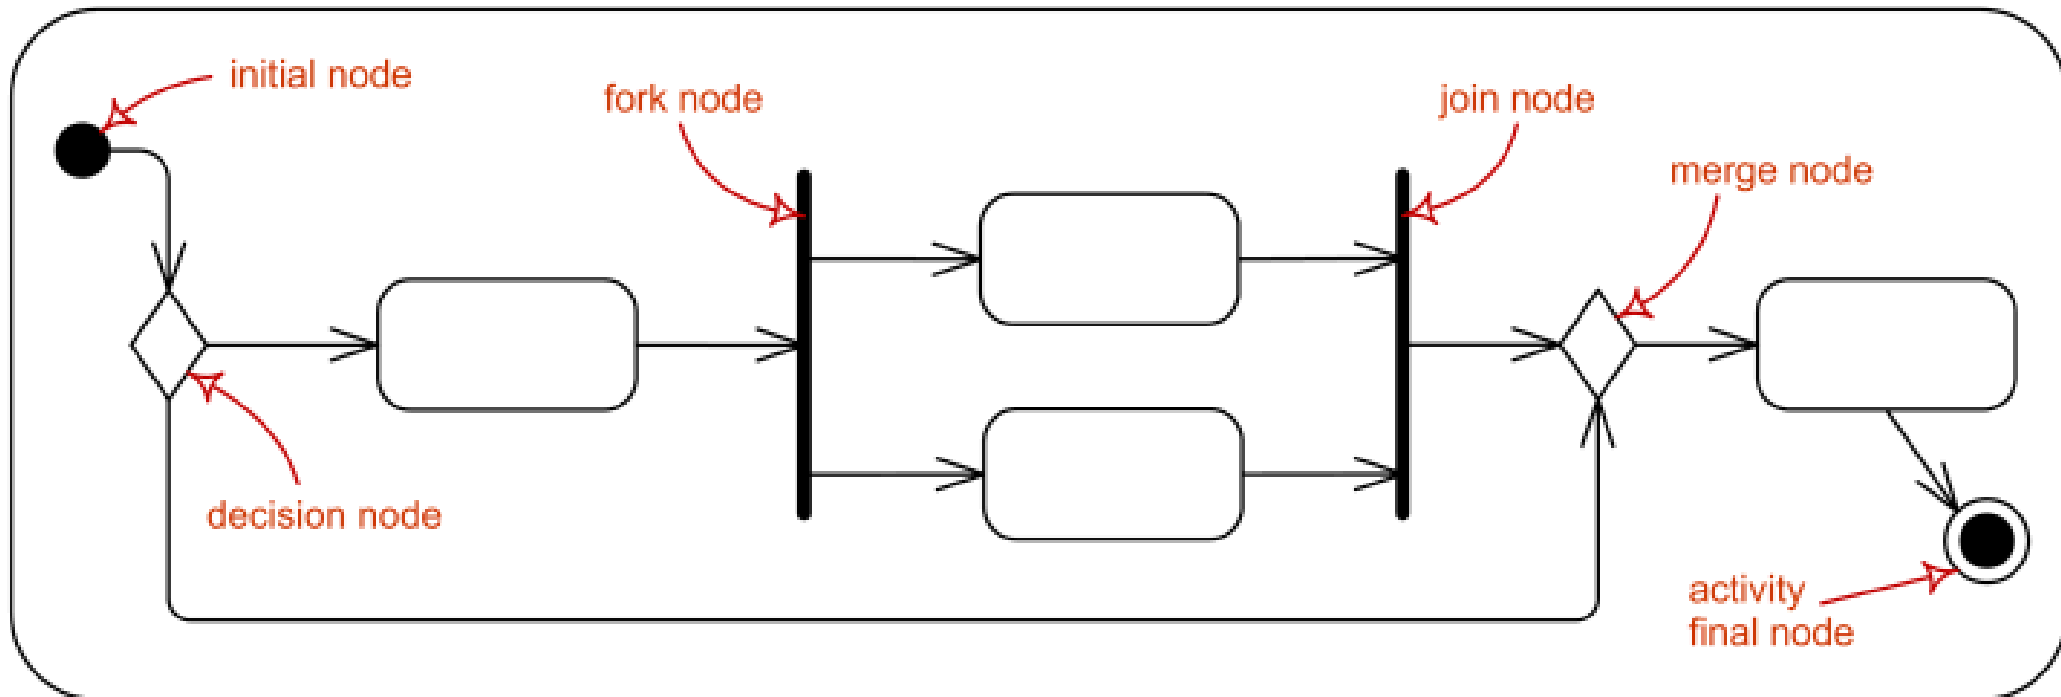 initial node
fork node
join node
merge node
decision node
activity
final node